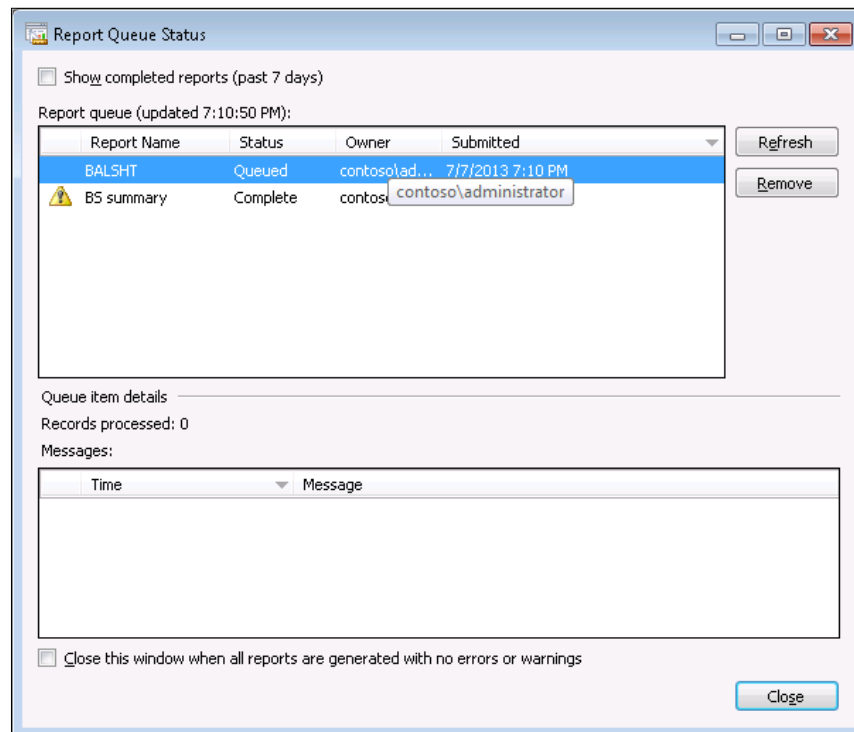 Report Queue Status
Show completed reports (past 7 days)
Report queue (updated 7:10:50 PM):
Report Name Status Owner Submitted
Refresh
BALSHT Queued contoso\ad... 7/7/2013 7:10 PM
Remove
contoso\administrator
BS summary Complete
Queue item details
Records processed: 0
Messages:
Time Message
Close this window when all reports are generated with no errors or warnings
Close